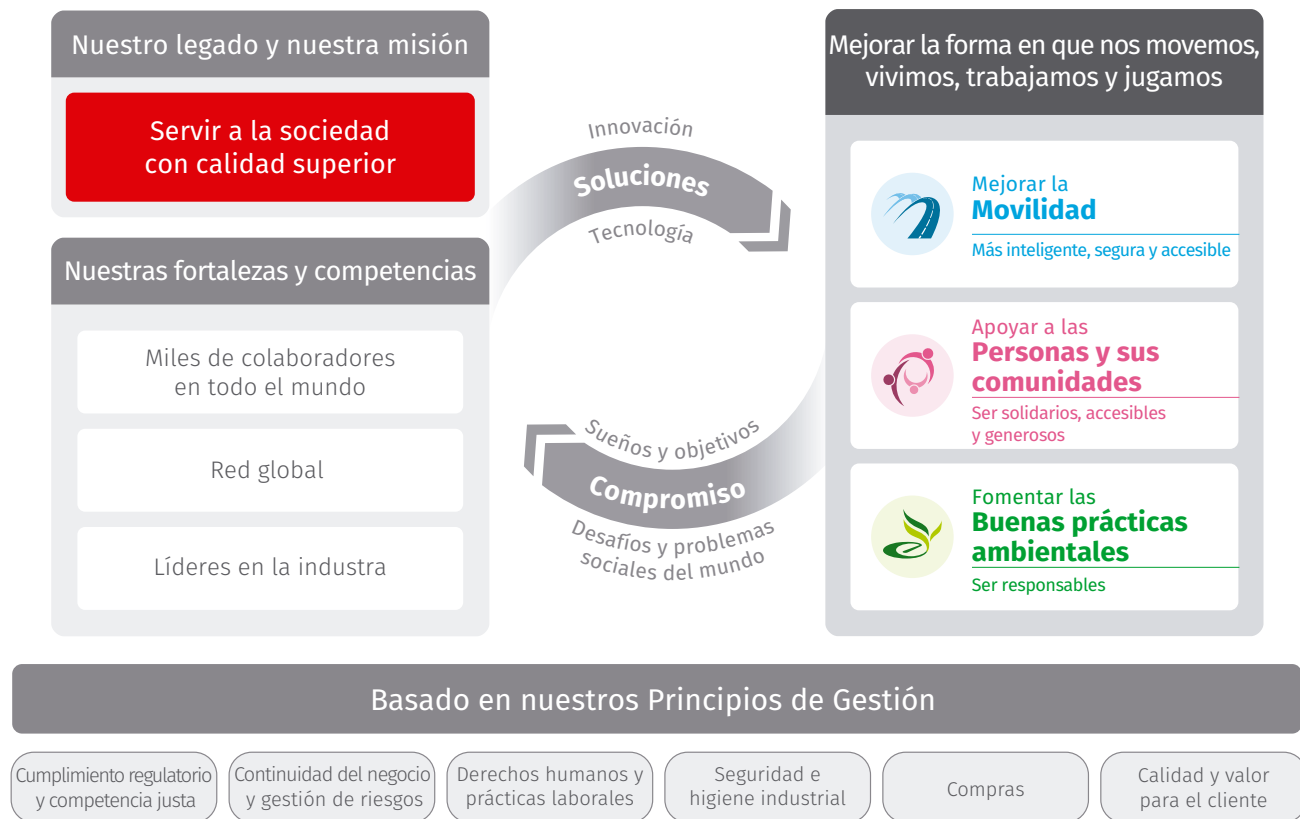 Nuestro legado y nuestra misión
Servir a la sociedad
con calidad superior
Nuestras fortalezas y competencias
Miles de colaboradores
en todo el mundo
Red global
Líderes en la industra
Innovación
Soluciones
Tecnología
Sueños y objetivos
Compromiso
Desafíos y problemas
sociales del mundo
Mejorar la forma en que nos movemos,
vivimos, trabajamos y jugamos
Mejorar la
Movilidad
Más inteligente, segura y accesible
Apoyar a las
Personas y sus
comunidades
Ser solidarios, accesibles
y generosos
Fomentar las
Buenas prácticas
ambientales
Ser responsables
Basado en nuestros Principios de Gestión
Cumplimiento regulatorio
y competencia justa
Continuidad del negocio
y gestión de riesgos
Derechos humanos y
prácticas laborales
Seguridad e
higiene industrial
Compras
Calidad y valor
para el cliente